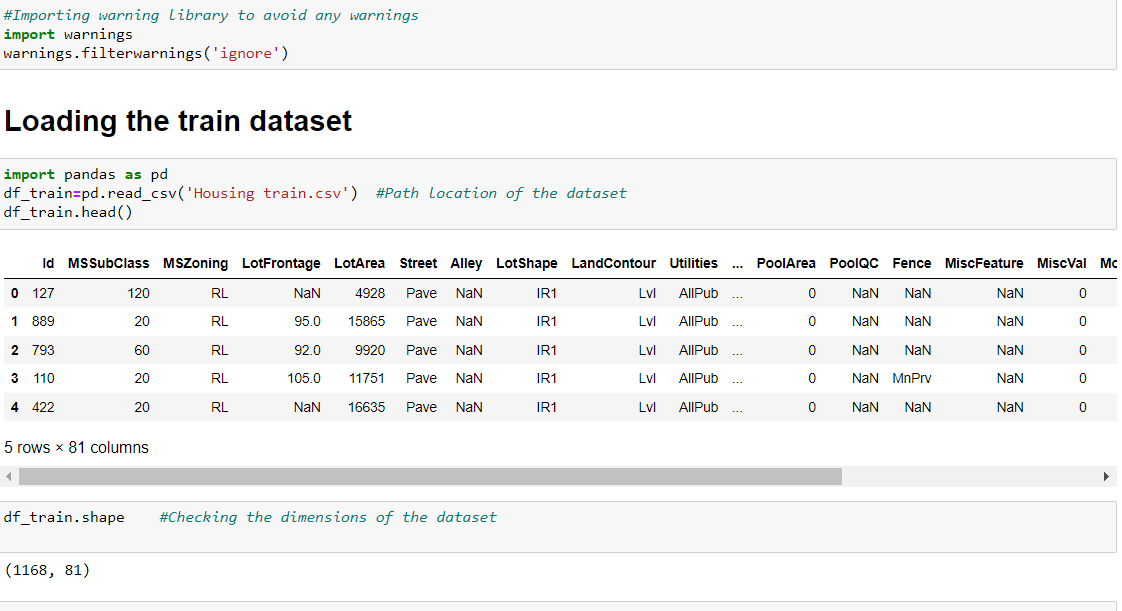 #Importing warning library to avoid any warnings
import warnings
warnings.filterwarnings('ignore')
Loading the train dataset
import pandas as pd
df_train=pd.read_csv('Housing train.csv')  #Path location of the dataset
df_train.head()
Id MSSubClass MSZoning LotFrontage LotArea Street Alley LotShape LandContour Utilities ... PoolArea PoolQC Fence MiscFeature MiscVal Mo
0 127 120 RL NaN 4928 Pave NaN IR1 Lvl AllPub ... 0 NaN NaN NaN 0
1 889 20 RL 95.0 15865 Pave NaN IR1 Lvl AllPub ... 0 NaN NaN NaN 0
2 793 60 RL 92.0 9920 Pave NaN IR1 Lvl AllPub ... 0 NaN NaN NaN 0
3 110 20 RL 105.0 11751 Pave NaN IR1 Lvl AllPub ... 0 NaN MnPrv NaN 0
4 422 20 RL NaN 16635 Pave NaN IR1 Lvl AllPub ... 0 NaN NaN NaN 0
5 rows × 81 columns
df_train.shape    #Checking the dimensions of the dataset
(1168, 81)